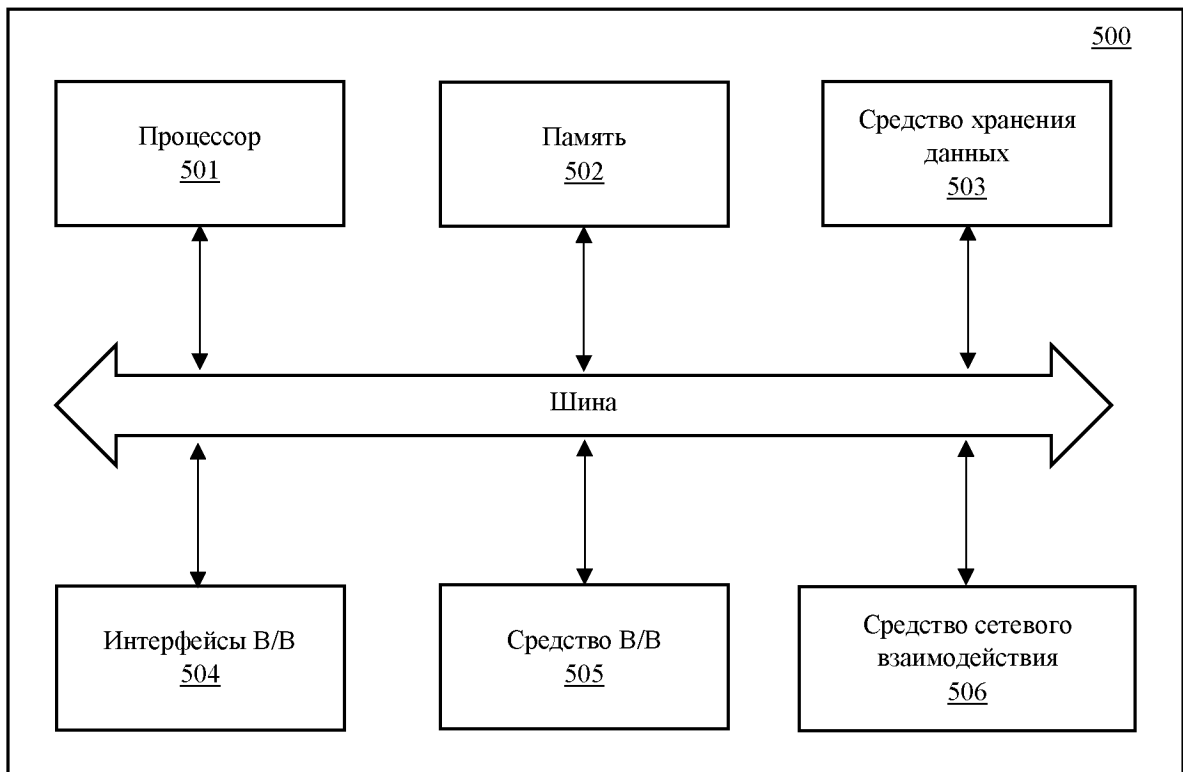 500
Процессор
501
Память
502
Средство хранения
данных
503
Шина
Интерфейсы В/В
504
Средство В/В
505
Средство сетевого
взаимодействия
506